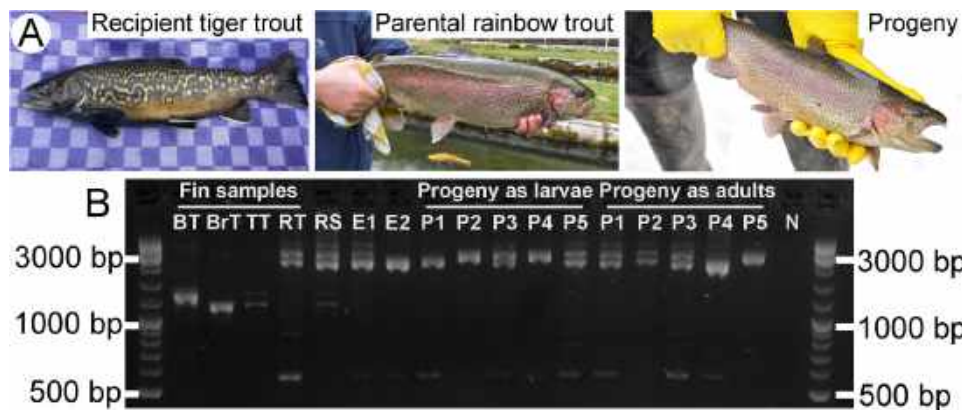 A Recipient tiger trout Parental rainbow trout Progeny
B Fin samples Progeny as larvae Progeny as adults
BT BrT TT RT RS E1 E2 P1 P2 P3 P4 P5 P1 P2 P3 P4 P5 N
3000 bp 3000 bp
1000 bp 1000 bp
500 bp 500 bp